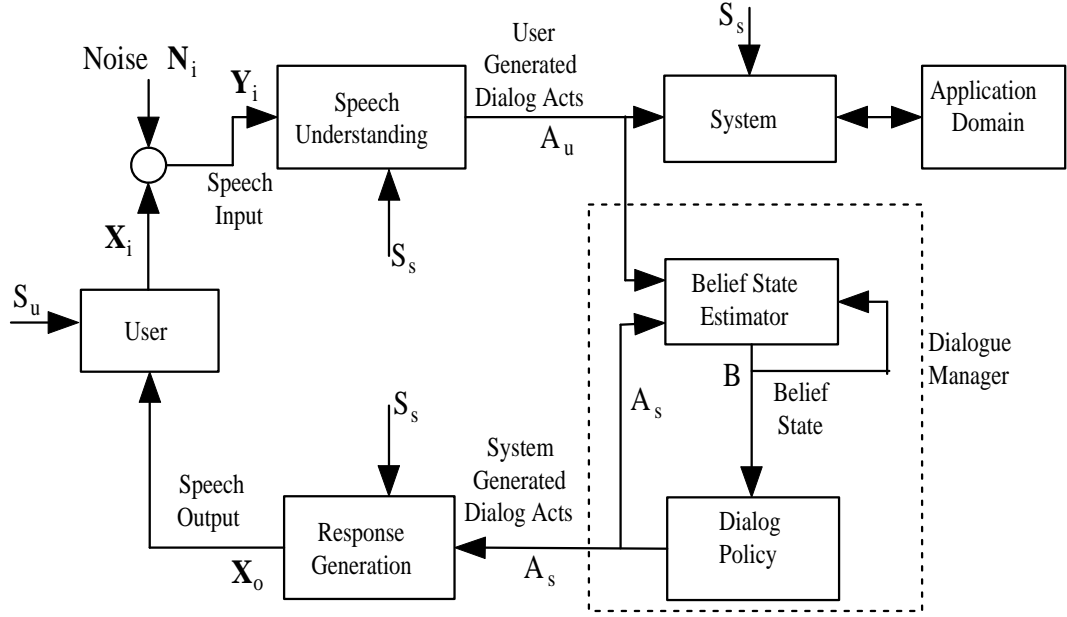 S_s
Noise N_i
Y_i
Speech
Understanding
User
Generated
Dialog Acts
A_u
System
Application
Domain
Speech
Input
X_i
S_s
S_u
User
Belief State
Estimator
B
Belief
State
A_s
Dialogue
Manager
S_s
System
Generated
Dialog Acts
A_s
Speech
Output
X_o
Response
Generation
Dialog
Policy